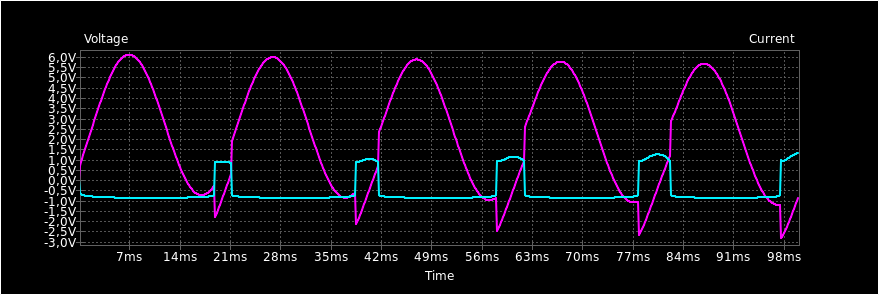 Voltage
Current
6,0V
5,5V
5,0V
4,5V
4,0V
3,5V
3,0V
2,5V
2,0V
1,5V
1,0V
0,5V
0,0V
-0,5V
-1,0V
-1,5V
-2,0V
-2,5V
-3,0V
7ms 14ms 21ms 28ms 35ms 42ms 49ms 56ms 63ms 70ms 77ms 84ms 91ms 98ms
Time